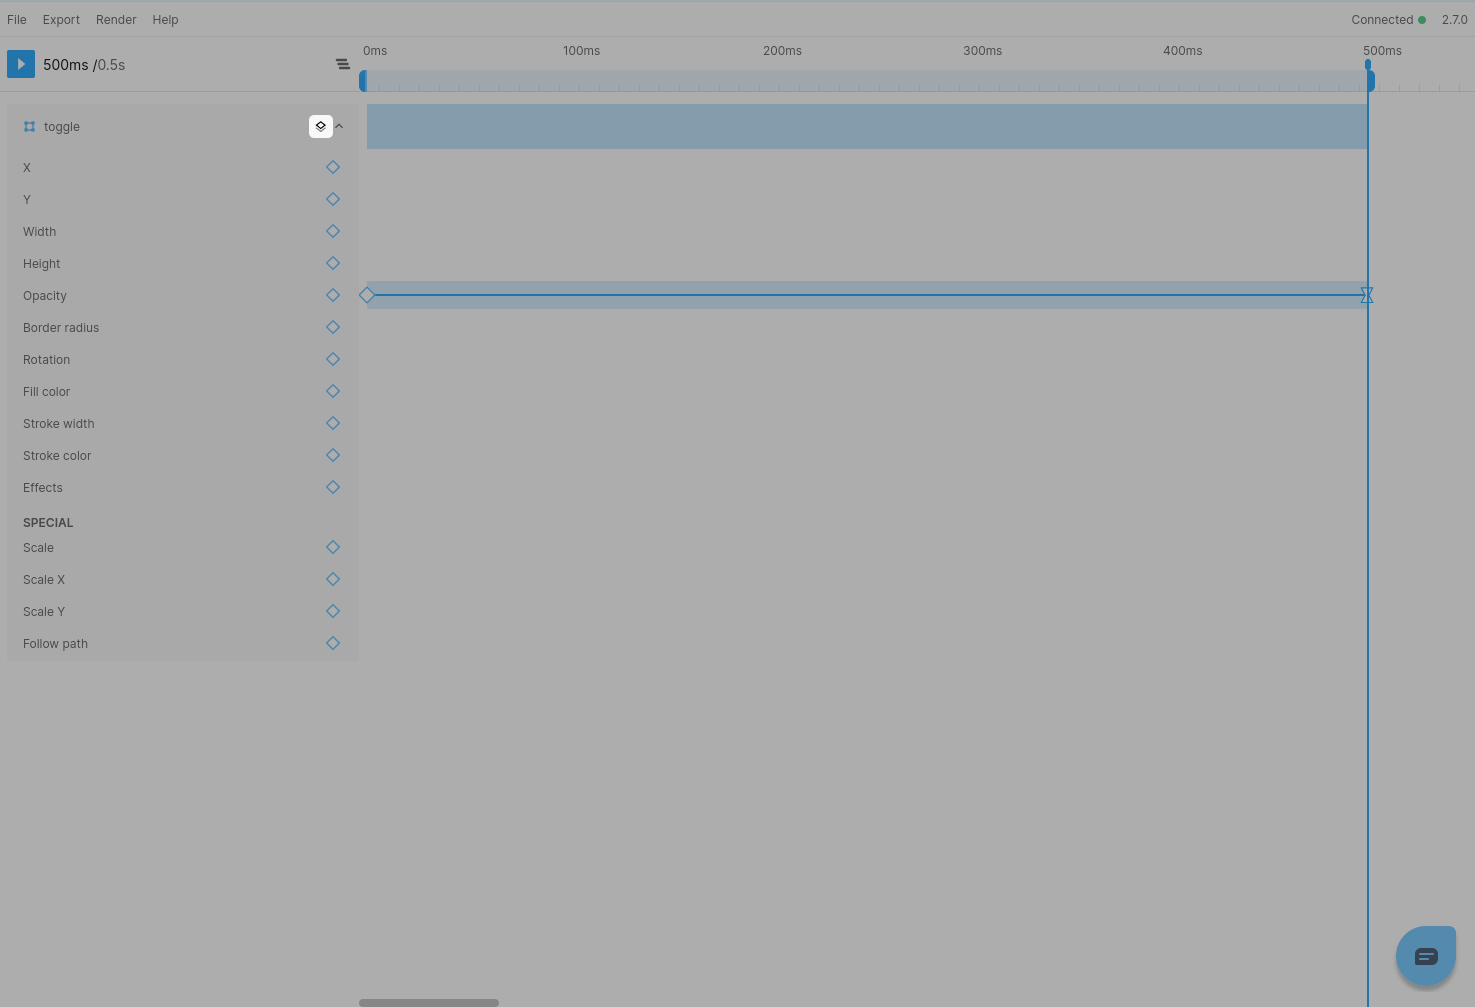 File Export Render Help Connected 2.7.0
0ms 100ms 200ms 300ms 400ms 500ms
500ms /0.5s
toggle
X
Y
Width
Height
Opacity
Border radius
Rotation
Fill color
Stroke width
Stroke color
Effects
SPECIAL
Scale
Scale X
Scale Y
Follow path